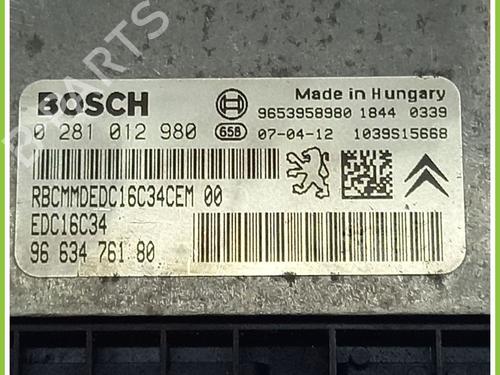 BOSCH
Made in Hungary
9653958980 1844 0339
0 281 012 980 658 07-04-12 1039S15668
RBCMMDEDC16C34CEM 00
EDC16C34
96 634 761 80
B-PARTS